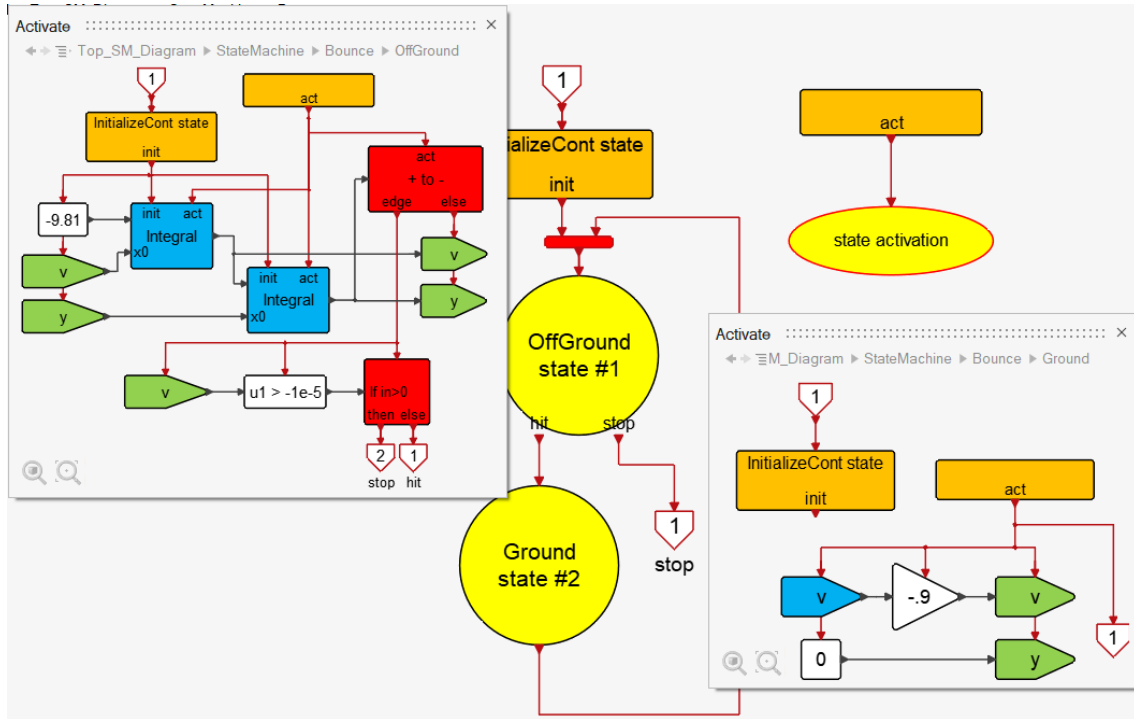 Activate
Top_SM_Diagram StateMachine Bounce OffGround
1
act
InitializeCont state
init
act
+ to -
edge else
-9.81
init act
Integral
x0
v
v
init act
Integral
x0
y
y
v
u1 > -1e-5
If in>0
then else
2
1
stop hit
1
ializeCont state
init
OffGround
state #1
hit stop
1
stop
Ground
state #2
act
state activation
Activate
M_Diagram StateMachine Bounce Ground
1
InitializeCont state
init
act
v
-.9
v
1
0
y